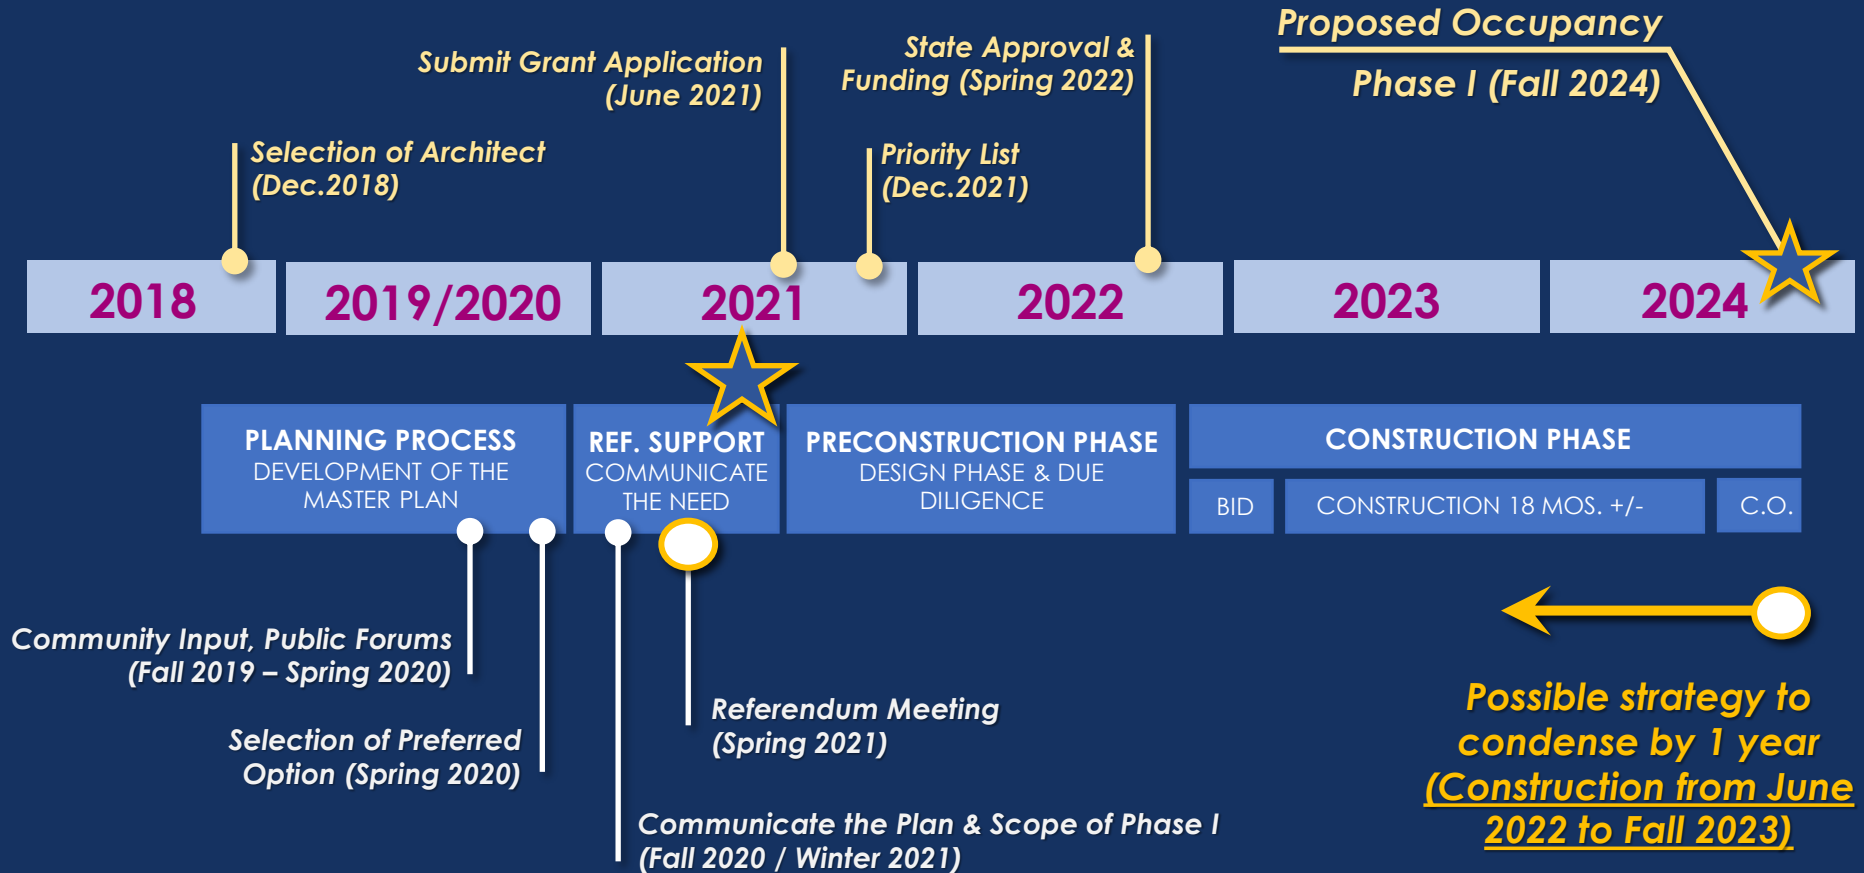 Proposed Occupancy
Phase I (Fall 2024)
Submit Grant Application
(June 2021)
State Approval &
Funding (Spring 2022)
Selection of Architect
(Dec.2018)
Priority List
(Dec.2021)
2018
2019/2020
2021
2022
2023
2024
PLANNING PROCESS
DEVELOPMENT OF THE
MASTER PLAN
REF. SUPPORT
COMMUNICATE
THE NEED
PRECONSTRUCTION PHASE
DESIGN PHASE & DUE
DILIGENCE
CONSTRUCTION PHASE
BID
CONSTRUCTION 18 MOS. +/-
C.O.
Community Input, Public Forums
(Fall 2019 – Spring 2020)
Selection of Preferred
Option (Spring 2020)
Referendum Meeting
(Spring 2021)
Communicate the Plan & Scope of Phase I
(Fall 2020 / Winter 2021)
Possible strategy to
condense by 1 year
(Construction from June
2022 to Fall 2023)